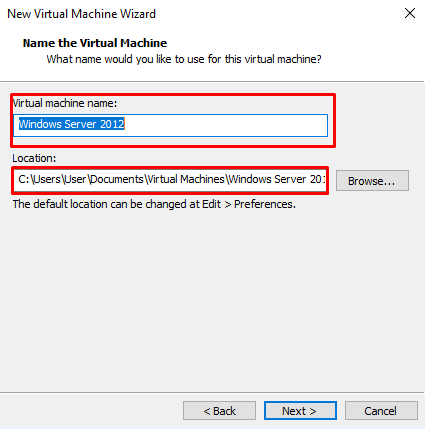 New Virtual Machine Wizard
Name the Virtual Machine
What name would you like to use for this virtual machine?
Virtual machine name:
Windows Server 2012
Location:
C:\Users\User\Documents\Virtual Machines\Windows Server 201
Browse...
The default location can be changed at Edit > Preferences.
< Back
Next >
Cancel